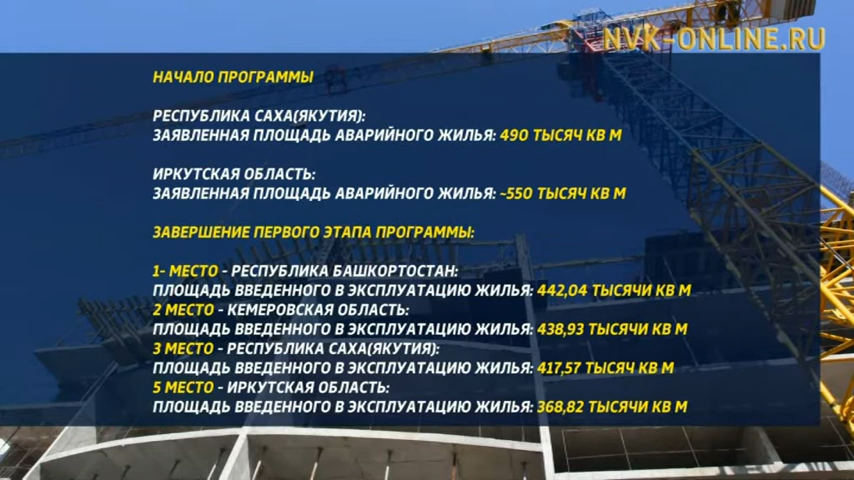 NVK-ONLINE.RU
НАЧАЛО ПРОГРАММЫ
РЕСПУБЛИКА САХА(ЯКУТИЯ):
ЗАЯВЛЕННАЯ ПЛОЩАДЬ АВАРИЙНОГО ЖИЛЬЯ: 490 ТЫСЯЧ КВ М
ИРКУТСКАЯ ОБЛАСТЬ:
ЗАЯВЛЕННАЯ ПЛОЩАДЬ АВАРИЙНОГО ЖИЛЬЯ: ~550 ТЫСЯЧ КВ М
ЗАВЕРШЕНИЕ ПЕРВОГО ЭТАПА ПРОГРАММЫ:
1- МЕСТО - РЕСПУБЛИКА БАШКОРТОСТАН:
ПЛОЩАДЬ ВВЕДЕННОГО В ЭКСПЛУАТАЦИЮ ЖИЛЬЯ: 442,04 ТЫСЯЧИ КВ М
2 МЕСТО - КЕМЕРОВСКАЯ ОБЛАСТЬ:
ПЛОЩАДЬ ВВЕДЕННОГО В ЭКСПЛУАТАЦИЮ ЖИЛЬЯ: 438,93 ТЫСЯЧИ КВ М
3 МЕСТО - РЕСПУБЛИКА САХА(ЯКУТИЯ):
ПЛОЩАДЬ ВВЕДЕННОГО В ЭКСПЛУАТАЦИЮ ЖИЛЬЯ: 417,57 ТЫСЯЧ КВ М
5 МЕСТО - ИРКУТСКАЯ ОБЛАСТЬ:
ПЛОЩАДЬ ВВЕДЕННОГО В ЭКСПЛУАТАЦИЮ ЖИЛЬЯ: 368,82 ТЫСЯЧИ КВ М